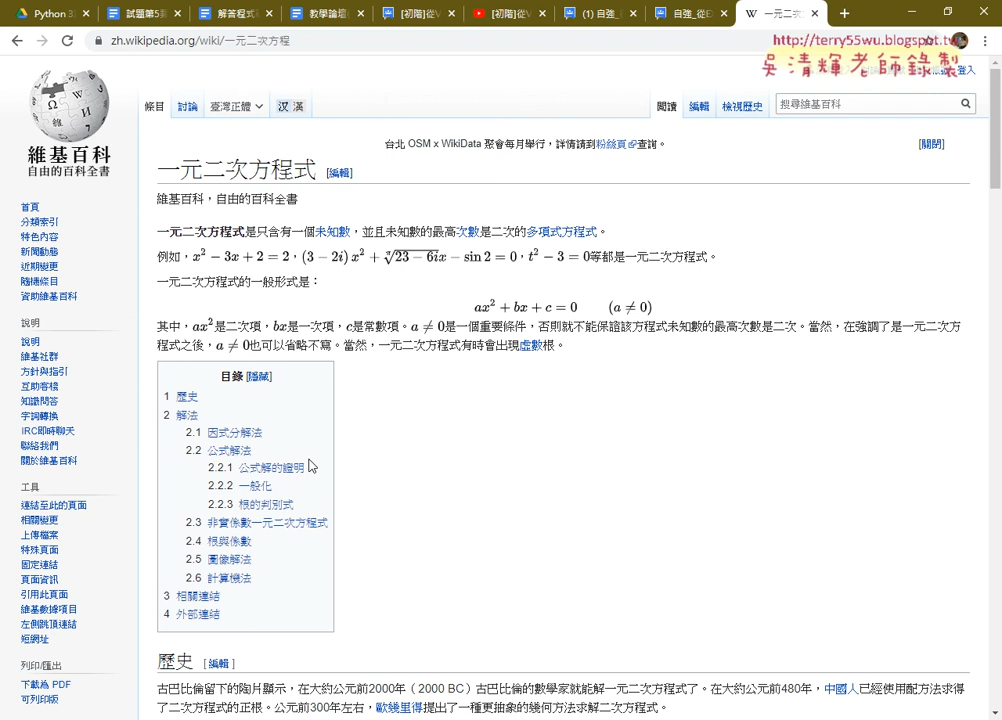 Python 3
試題第5
解答程式
教學論壇
[初階]從V
[初階]從V
(1) 自強_
自強_從E
一元二次方
zh.wikipedia.org/wiki/一元二次方程
http://terry55wu.blogspot.tw
吳清輝老師錄製
登入
條目 討論 臺灣正體 汉 漢 閱讀 編輯 檢視歷史 搜尋維基百科
維基百科
自由的百科全書
台北 OSM x WikiData 聚會每月舉行，詳情請到粉絲頁查詢。 [關閉]
一元二次方程式 [編輯]
維基百科，自由的百科全書
一元二次方程式是只含有一個未知數，並且未知數的最高次數是二次的多項式方程式。
例如，x² − 3x + 2 = 2，(3 − 2i) x² + ᵑ√23 − 6i x − sin 2 = 0，t² − 3 = 0等都是一元二次方程式。
一元二次方程式的一般形式是：
ax² + bx + c = 0 (a ≠ 0)
其中，ax²是二次項，bx是一次項，c是常數項。a ≠ 0是一個重要條件，否則就不能保證該方程式未知數的最高次數是二次。當然，在強調了是一元二次方
程式之後，a ≠ 0也可以省略不寫。當然，一元二次方程式有時會出現虛數根。
目錄 [隱藏]
1 歷史
2 解法
2.1 因式分解法
2.2 公式解法
2.2.1 公式解的證明
2.2.2 一般化
2.2.3 根的判別式
2.3 非實係數一元二次方程式
2.4 根與係數
2.5 圖像解法
2.6 計算機法
3 相關連結
4 外部連結
歷史 [編輯]
古巴比倫留下的陶片顯示，在大約公元前2000年（2000 BC）古巴比倫的數學家就能解一元二次方程式了。在大約公元前480年，中國人已經使用配方法求得
了二次方程式的正根。公元前300年左右，歐幾里得提出了一種更抽象的幾何方法求解二次方程式。
首頁
分類索引
特色內容
新聞動態
近期變更
隨機條目
資助維基百科
說明
說明
維基社群
方針與指引
互助客棧
知識問答
字詞轉換
IRC即時聊天
聯絡我們
關於維基百科
工具
連結至此的頁面
相關變更
上傳檔案
特殊頁面
固定連結
頁面資訊
引用此頁面
維基數據項目
左側跳頂連結
短網址
列印/匯出
下載為 PDF
可列印版